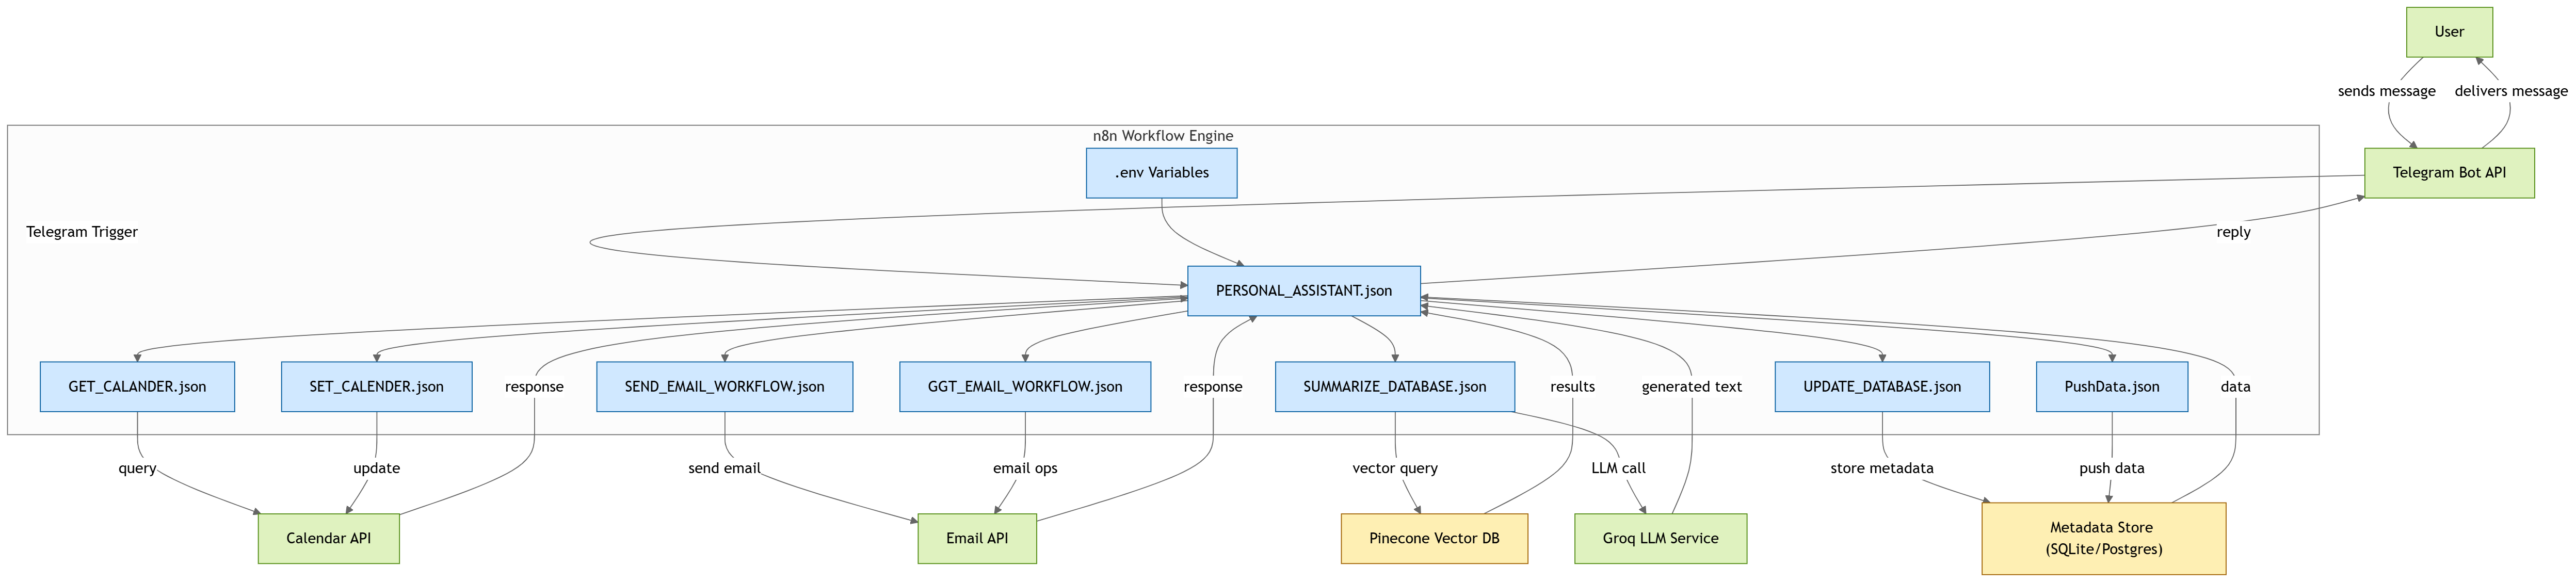 User
sends message
delivers message
n8n Workflow Engine
.env Variables
Telegram Bot API
Telegram Trigger
reply
PERSONAL_ASSISTANT.json
GET_CALANDER.json
SET_CALENDER.json
response
SEND_EMAIL_WORKFLOW.json
GGT_EMAIL_WORKFLOW.json
response
SUMMARIZE_DATABASE.json
results
generated text
UPDATE_DATABASE.json
PushData.json
data
query
update
send email
email ops
vector query
LLM call
store metadata
push data
Calendar API
Email API
Pinecone Vector DB
Groq LLM Service
Metadata Store
(SQLite/Postgres)